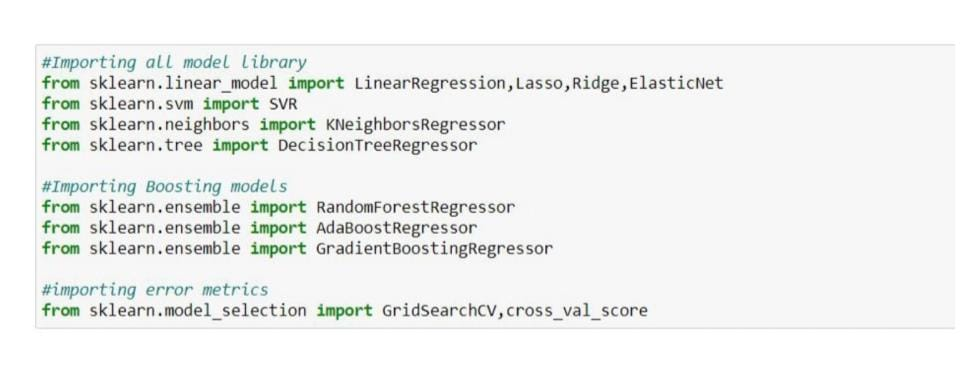 #Importing all model library
from sklearn.linear_model import LinearRegression,Lasso,Ridge,ElasticNet
from sklearn.svm import SVR
from sklearn.neighbors import KNeighborsRegressor
from sklearn.tree import DecisionTreeRegressor
#Importing Boosting models
from sklearn.ensemble import RandomForestRegressor
from sklearn.ensemble import AdaBoostRegressor
from sklearn.ensemble import GradientBoostingRegressor
#importing error metrics
from sklearn.model_selection import GridSearchCV,cross_val_score